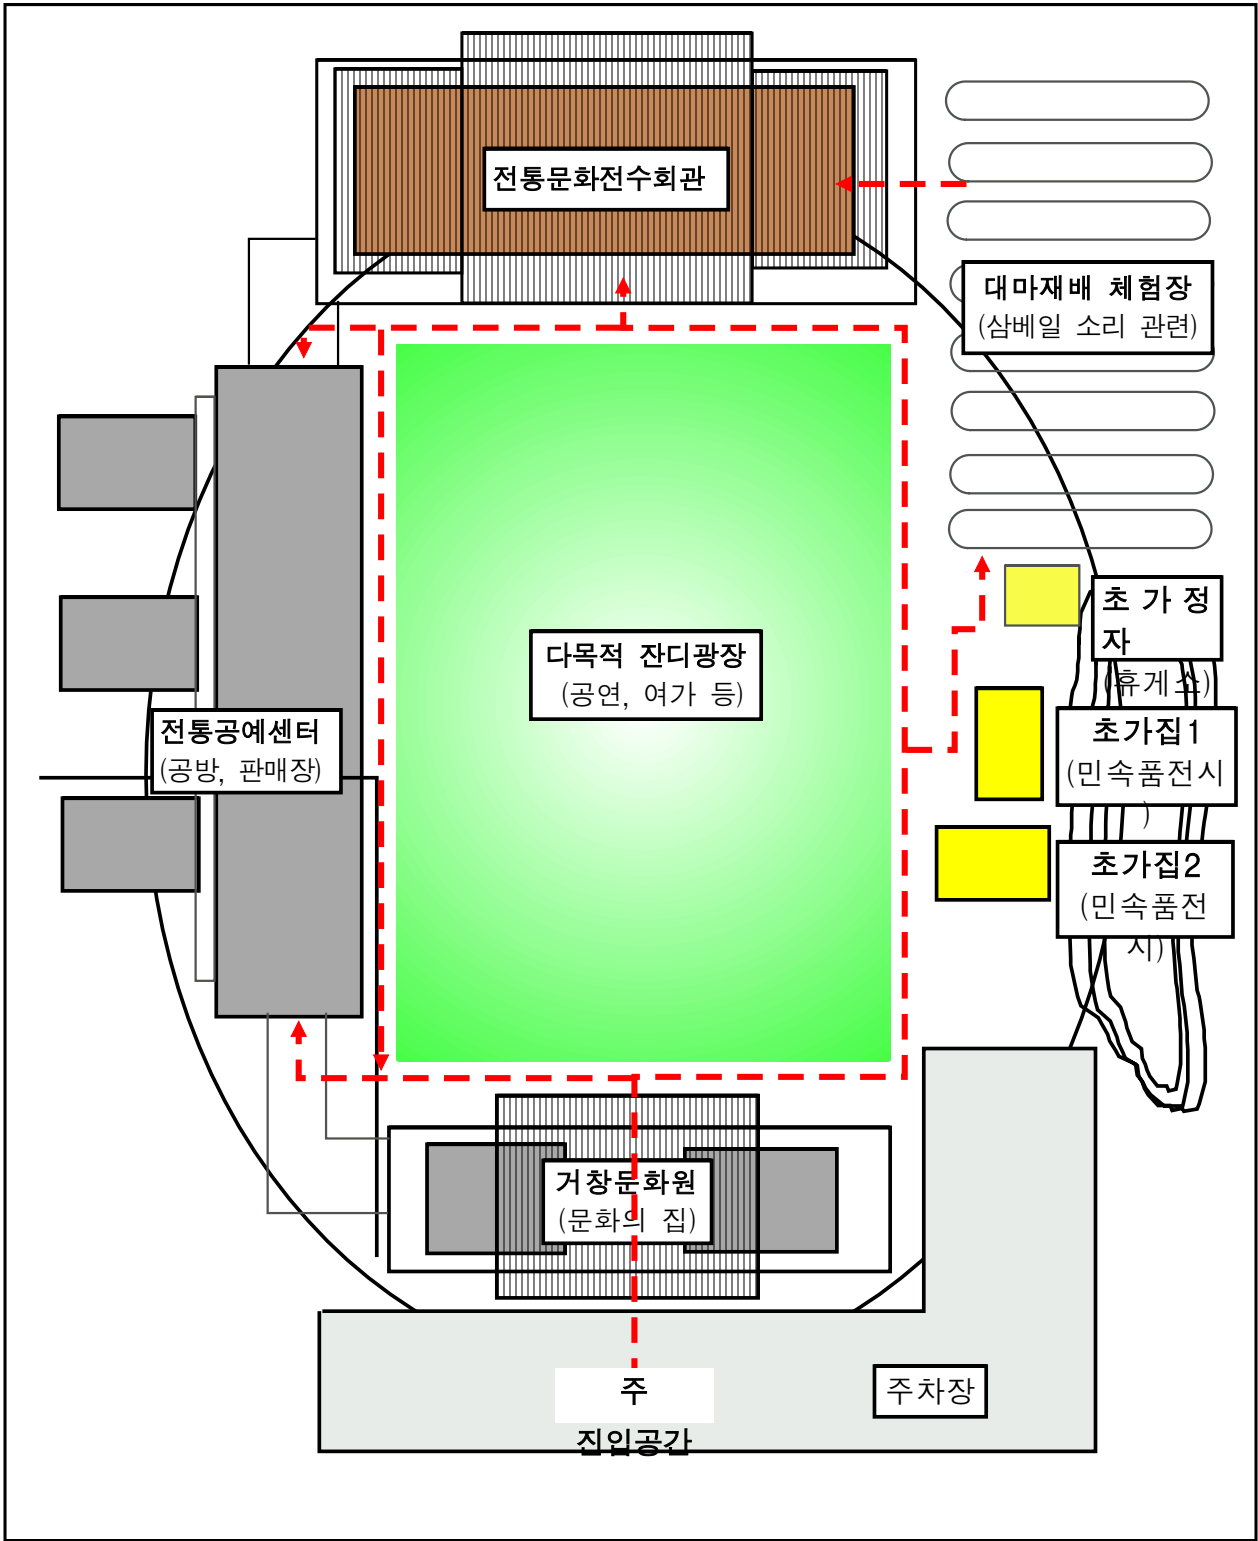 전통문화전수회관
대마재배 체험장
(삼베일 소리 관련)
초 가 정
자
(휴게소)
다목적 잔디광장
(공연, 여가 등)
초가집1
(민속품전시
)
전통공예센터
(공방, 판매장)
초가집2
(민속품전
시)
거창문화원
(문화의 집)
주
진입공간
주차장